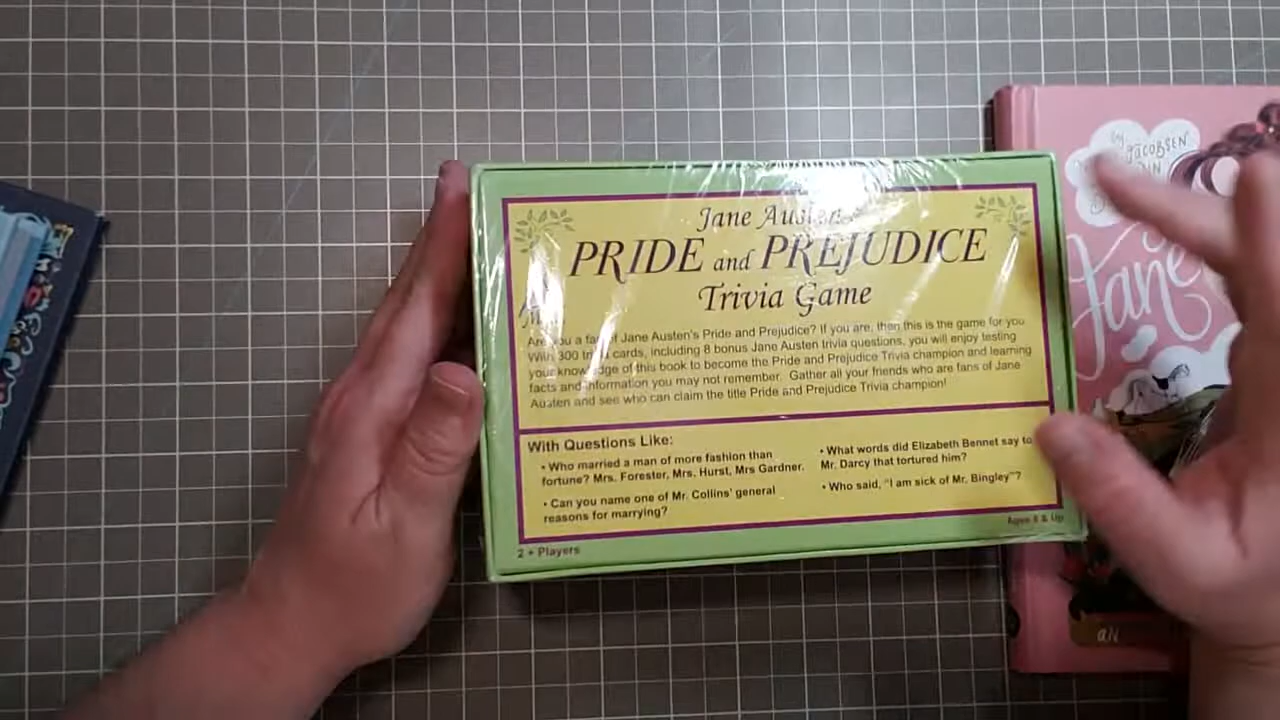 Jane Austen's
PRIDE and PREJUDICE
Trivia Game
Are you a fan of Jane Austen's Pride and Prejudice? If you are, then this is the game for you.
With 300 trivia cards, including 8 bonus Jane Austen trivia questions, you will enjoy testing
your knowledge of this book to become the Pride and Prejudice Trivia champion and learning
facts and information you may not remember. Gather all your friends who are fans of Jane
Austen and see who can claim the title Pride and Prejudice Trivia champion!
With Questions Like:
• Who married a man of more fashion than
fortune? Mrs. Forester, Mrs. Hurst, Mrs Gardner.
• Can you name one of Mr. Collins' general
reasons for marrying?
• What words did Elizabeth Bennet say to
Mr. Darcy that tortured him?
• Who said, "I am sick of Mr. Bingley"?
2 + Players
Ages 8 & Up
by
JACOBSEN
Jane
an